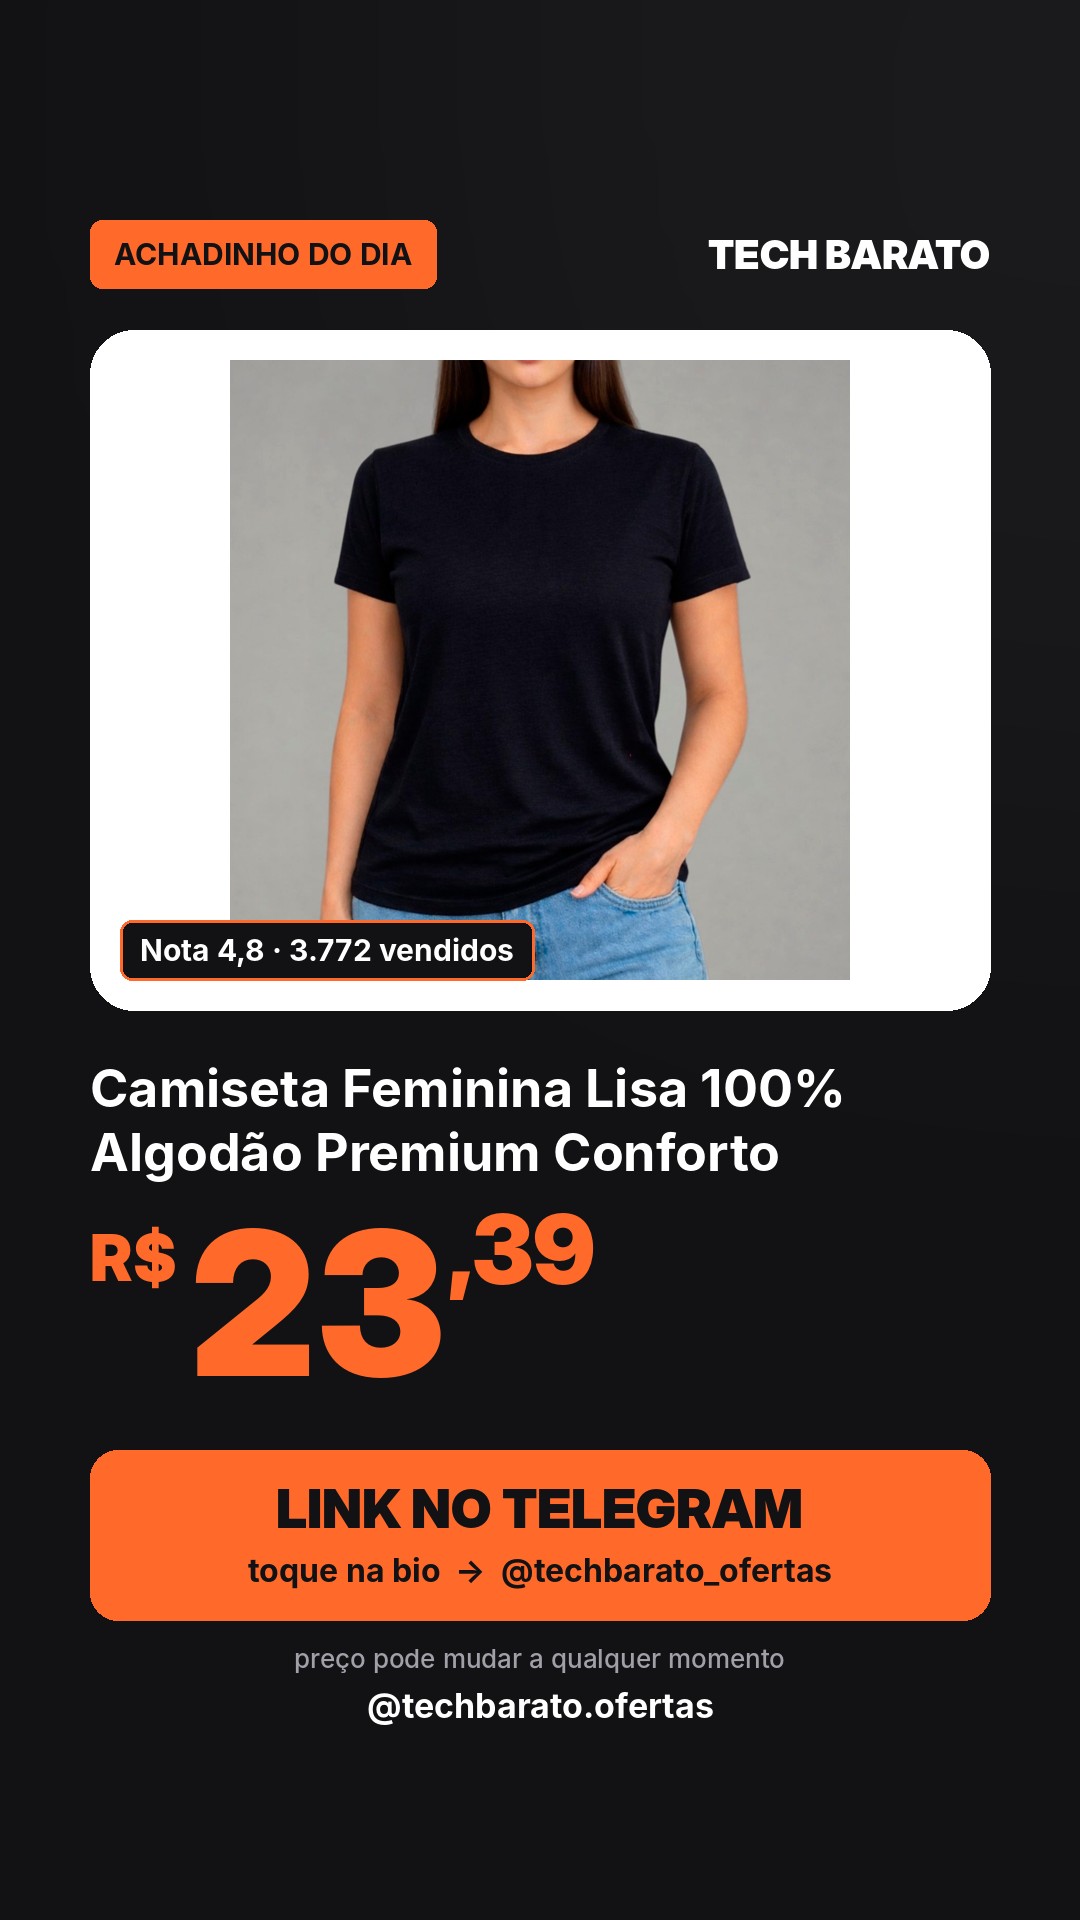 ACHADINHO DO DIA
TECH BARATO
Nota 4,8 · 3.772 vendidos
Camiseta Feminina Lisa 100%
Algodão Premium Conforto
R$ 23,39
LINK NO TELEGRAM
toque na bio → @techbarato_ofertas
preço pode mudar a qualquer momento
@techbarato.ofertas